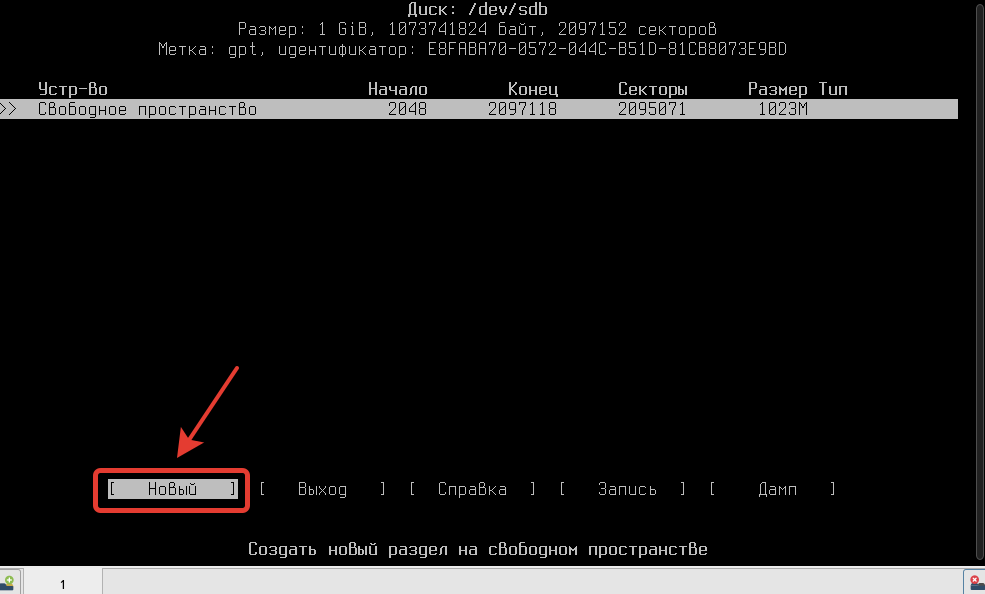 Диск: /dev/sdb
Размер: 1 GiB, 1073741824 байт, 2097152 секторов
Метка: gpt, идентификатор: E8FABA70-0572-044C-B51D-81CB8073E9BD
Устр-во Начало Конец Секторы Размер Тип
>> Свободное пространство 2048 2097118 2095071 1023M
[ Новый ] [ Выход ] [ Справка ] [ Запись ] [ Дамп ]
Создать новый раздел на свободном пространстве
1